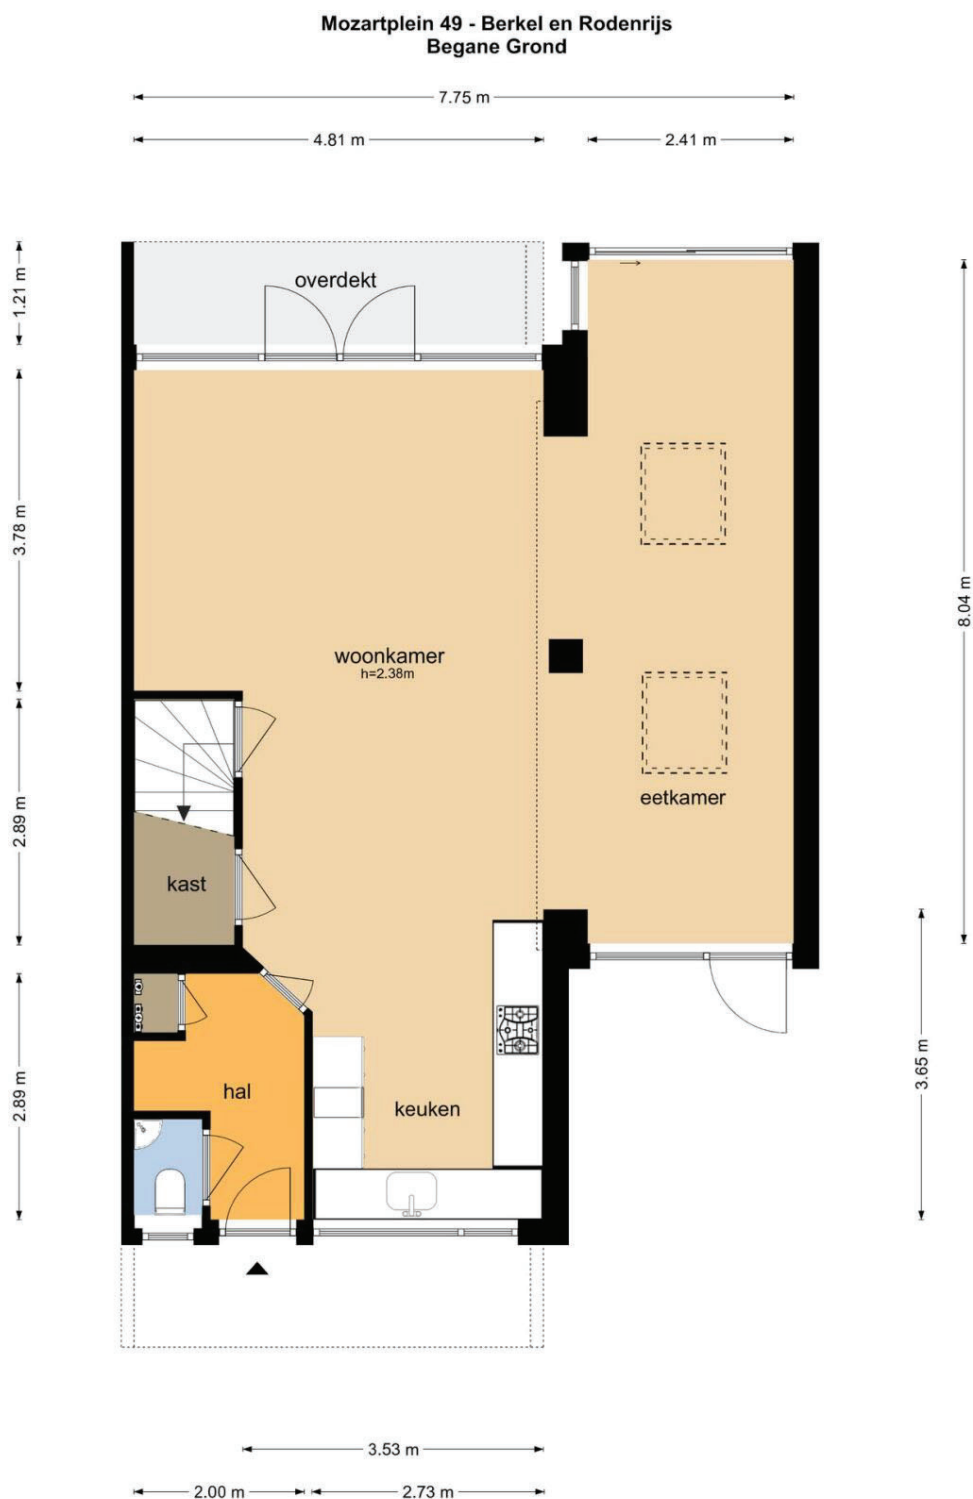 Mozartplein 49 - Berkel en Rodenrijs
Begane Grond
7.75 m
4.81 m
2.41 m
1.21 m
overdekt
3.78 m
8.04 m
woonkamer
h=2.38m
eetkamer
2.89 m
kast
3.65 m
2.89 m
hal
keuken
3.53 m
2.00 m
2.73 m